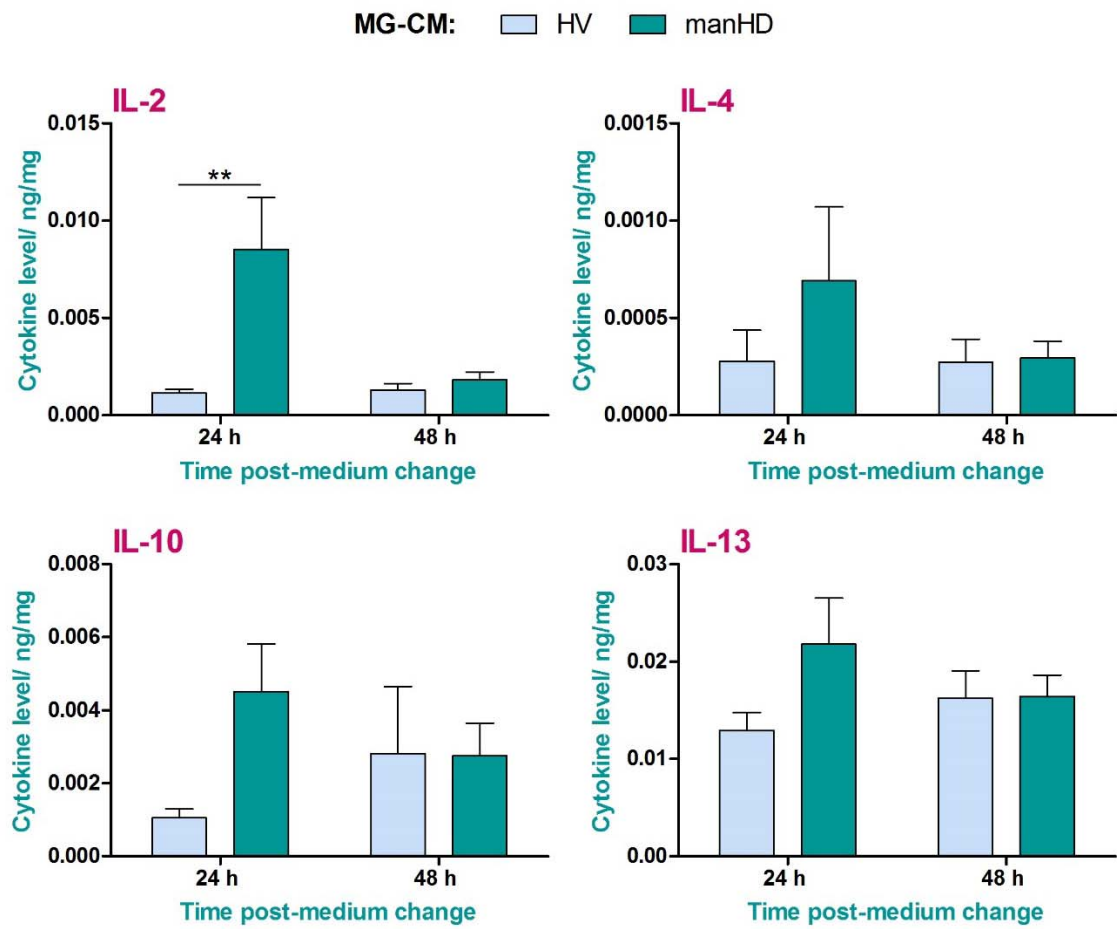 MG-CM: HV manHD
IL-2
Cytokine level/ ng/mg
0.015
0.010
0.005
0.000
**
24 h 48 h
Time post-medium change
IL-4
Cytokine level/ ng/mg
0.0015
0.0010
0.0005
0.0000
24 h 48 h
Time post-medium change
IL-10
Cytokine level/ ng/mg
0.008
0.006
0.004
0.002
0.000
24 h 48 h
Time post-medium change
IL-13
Cytokine level/ ng/mg
0.03
0.02
0.01
0.00
24 h 48 h
Time post-medium change